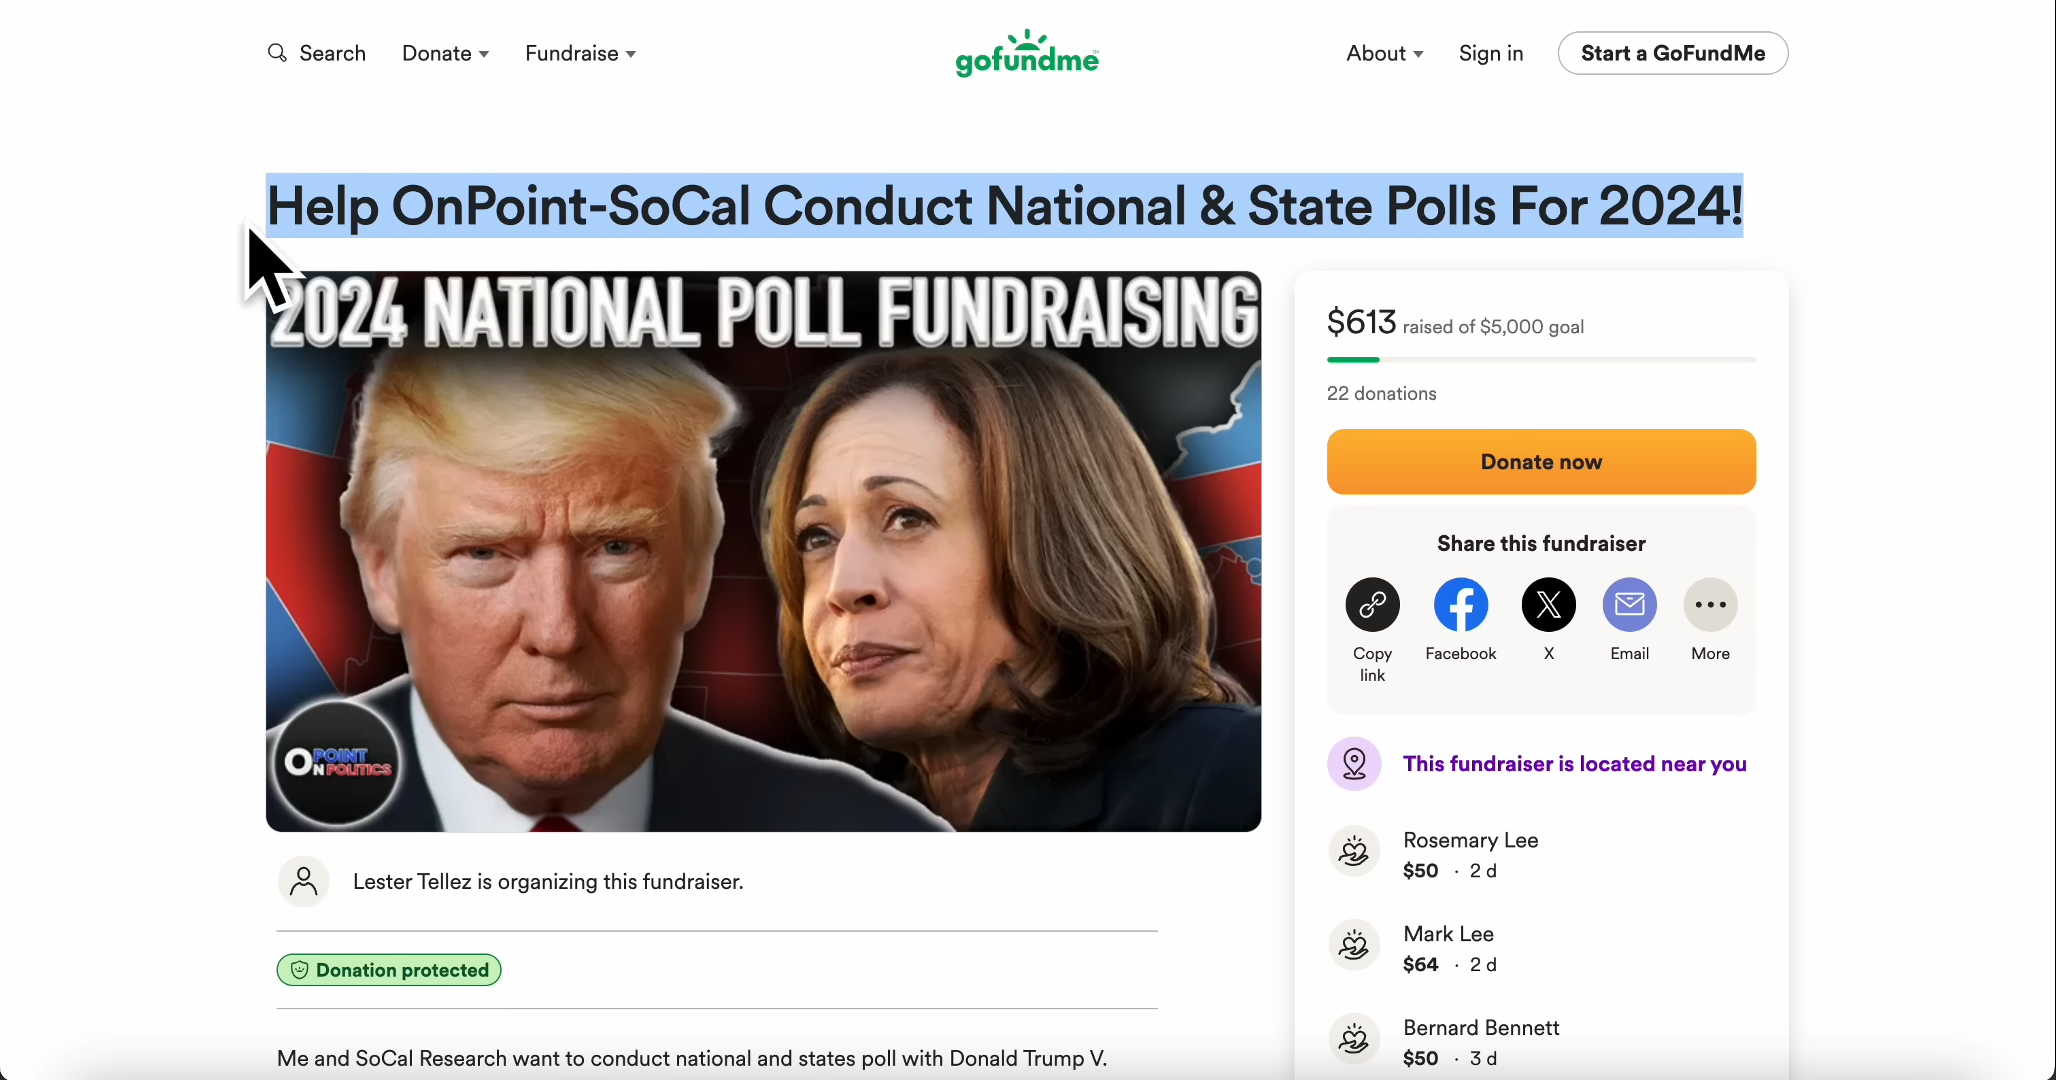 Search Donate Fundraise
gofundme
About Sign in Start a GoFundMe
Help OnPoint-SoCal Conduct National & State Polls For 2024!
2024 NATIONAL POLL FUNDRAISING
ON POINT POLITICS
Lester Tellez is organizing this fundraiser.
Donation protected
Me and SoCal Research want to conduct national and states poll with Donald Trump V.
$613 raised of $5,000 goal
22 donations
Donate now
Share this fundraiser
Copy link
Facebook
X
Email
More
This fundraiser is located near you
Rosemary Lee
$50 · 2 d
Mark Lee
$64 · 2 d
Bernard Bennett
$50 · 3 d